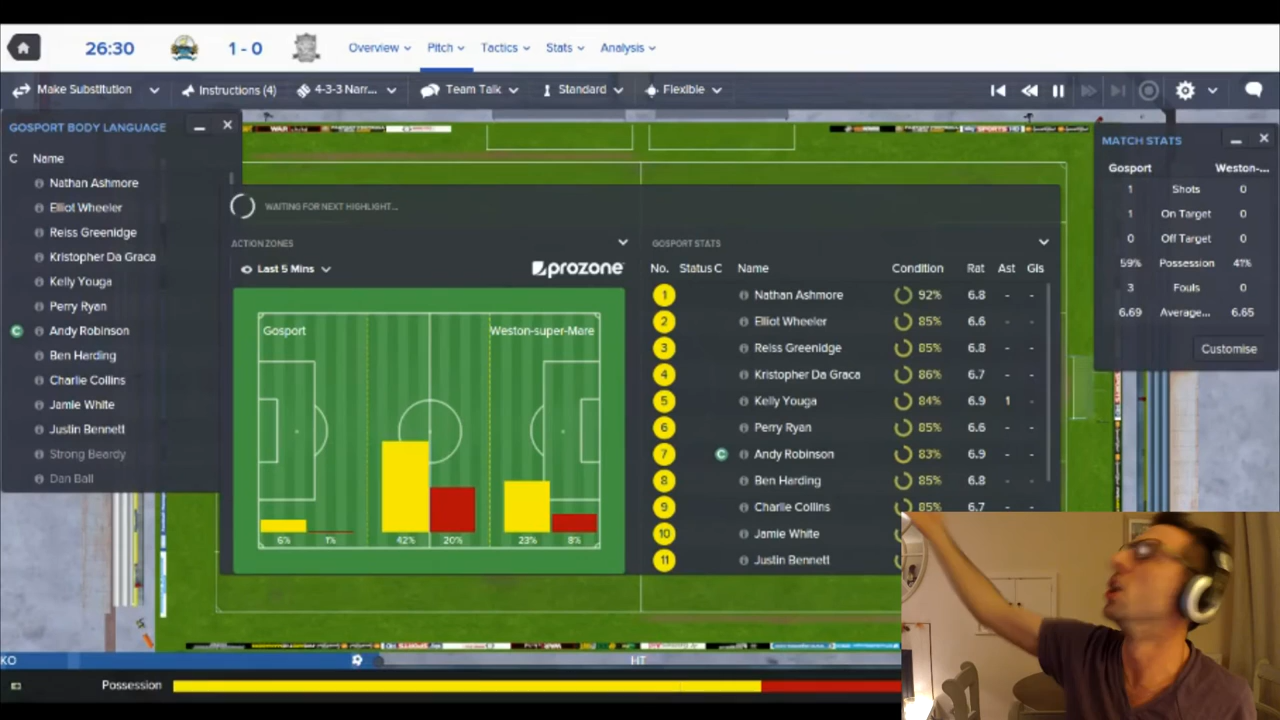 26:30 1 - 0 Overview Pitch Tactics Stats Analysis
Make Substitution Instructions (4) 4-3-3 Narr... Team Talk Standard Flexible
GOSPORT BODY LANGUAGE
C Name
Nathan Ashmore
Elliot Wheeler
Reiss Greenidge
Kristopher Da Graca
Kelly Youga
Perry Ryan
C Andy Robinson
Ben Harding
Charlie Collins
Jamie White
Justin Bennett
Strong Beardy
Dan Ball
WAITING FOR NEXT HIGHLIGHT...
ACTION ZONES
Last 5 Mins prozone
Gosport Weston-super-Mare
6% 1% 42% 20% 23% 8%
GOSPORT STATS
No. Status C Name Condition Rat Ast Gls
1 Nathan Ashmore 92% 6.8 - -
2 Elliot Wheeler 85% 6.6 - -
3 Reiss Greenidge 85% 6.8 - -
4 Kristopher Da Graca 86% 6.7 - -
5 Kelly Youga 84% 6.9 1 -
6 Perry Ryan 85% 6.6 - -
7 C Andy Robinson 83% 6.9 - -
8 Ben Harding 85% 6.8 - -
9 Charlie Collins 85% 6.7 - -
10 Jamie White
11 Justin Bennett
MATCH STATS
Gosport Weston-...
1 Shots 0
1 On Target 0
0 Off Target 0
59% Possession 41%
3 Fouls 0
6.69 Average... 6.65
Customise
KO HT
Possession